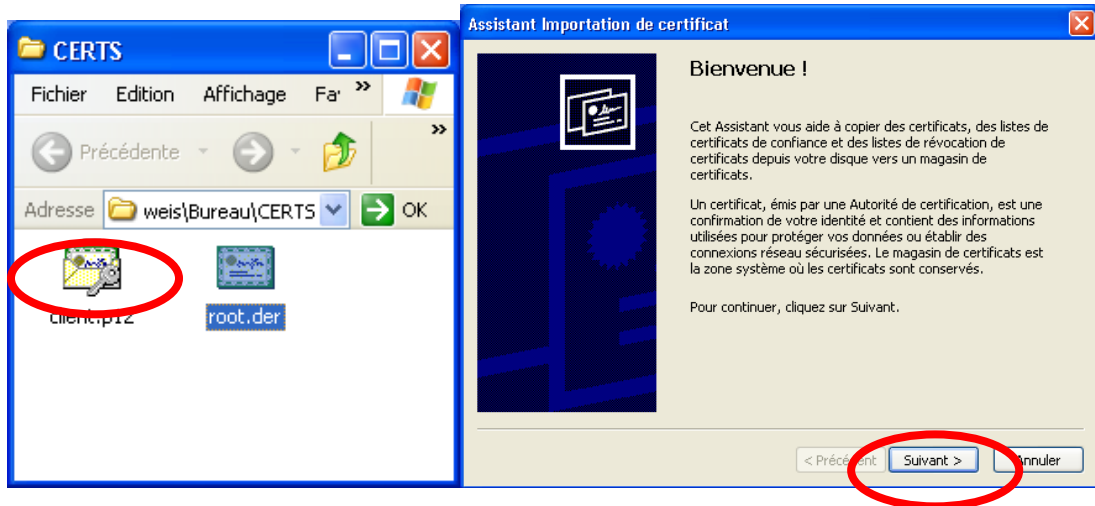 CERTS
Fichier Edition Affichage Fa »
Précédente »
Adresse weis\Bureau\CERTS OK
client.p12
root.der
Assistant Importation de certificat
Bienvenue !
Cet Assistant vous aide à copier des certificats, des listes de
certificats de confiance et des listes de révocation de
certificats depuis votre disque vers un magasin de
certificats.
Un certificat, émis par une Autorité de certification, est une
confirmation de votre identité et contient des informations
utilisées pour protéger vos données ou établir des
connexions réseau sécurisées. Le magasin de certificats est
la zone système où les certificats sont conservés.
Pour continuer, cliquez sur Suivant.
< Précédent Suivant > Annuler